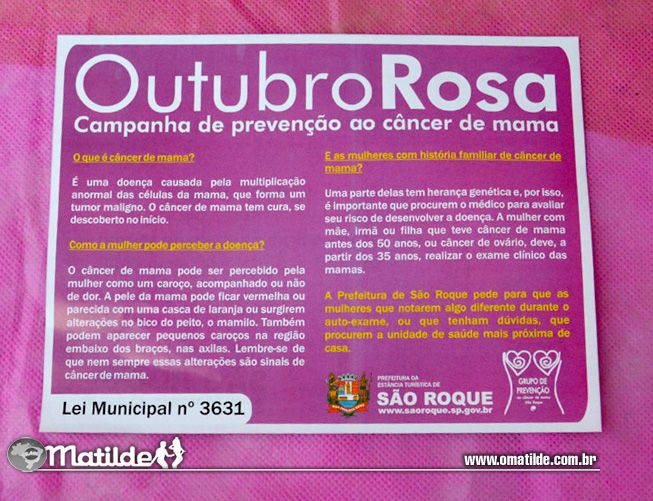 Outubro Rosa
Campanha de prevenção ao câncer de mama
O que é câncer de mama?
É uma doença causada pela multiplicação
anormal das células da mama, que forma um
tumor maligno. O câncer de mama tem cura, se
descoberto no início.
Como a mulher pode perceber a doença?
O câncer de mama pode ser percebido pela
mulher como um caroço, acompanhado ou não
de dor. A pele da mama pode ficar vermelha ou
parecida com uma casca de laranja ou surgirem
alterações no bico do peito, o mamilo. Também
podem aparecer pequenos caroços na região
embaixo dos braços, nas axilas. Lembre-se de
que nem sempre essas alterações são sinais de
câncer de mama.
E as mulheres com história familiar de câncer de
mama?
Uma parte delas tem herança genética e, por isso,
é importante que procurem o médico para avaliar
seu risco de desenvolver a doença. A mulher com
mãe, irmã ou filha que teve câncer de mama
antes dos 50 anos, ou câncer de ovário, deve, a
partir dos 35 anos, realizar o exame clínico das
mamas.
A Prefeitura de São Roque pede para que as
mulheres que notarem algo diferente durante o
auto-exame, ou que tenham dúvidas, que
procurem a unidade de saúde mais próxima de
casa.
Lei Municipal nº 3631
PREFEITURA DA
ESTÂNCIA TURÍSTICA DE
SÃO ROQUE
www.saoroque.sp.gov.br
GRUPO DE
PREVENÇÃO
ao câncer de mama
São Roque
Matilde
www.omatilde.com.br